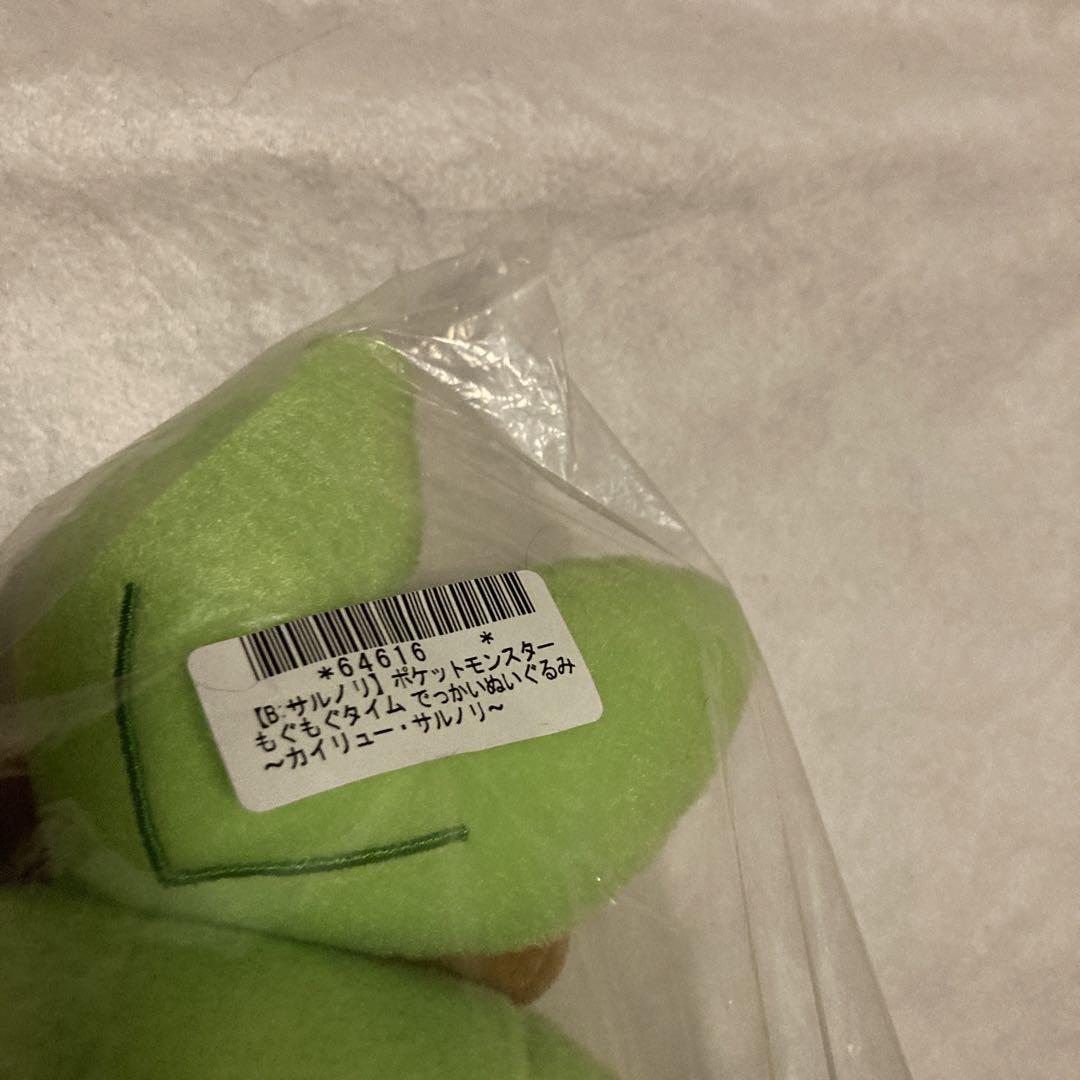 *64616 *
【B:サルノリ】ポケットモンスター
もぐもぐタイム でっかいぬいぐるみ
～カイリュー・サルノリ～